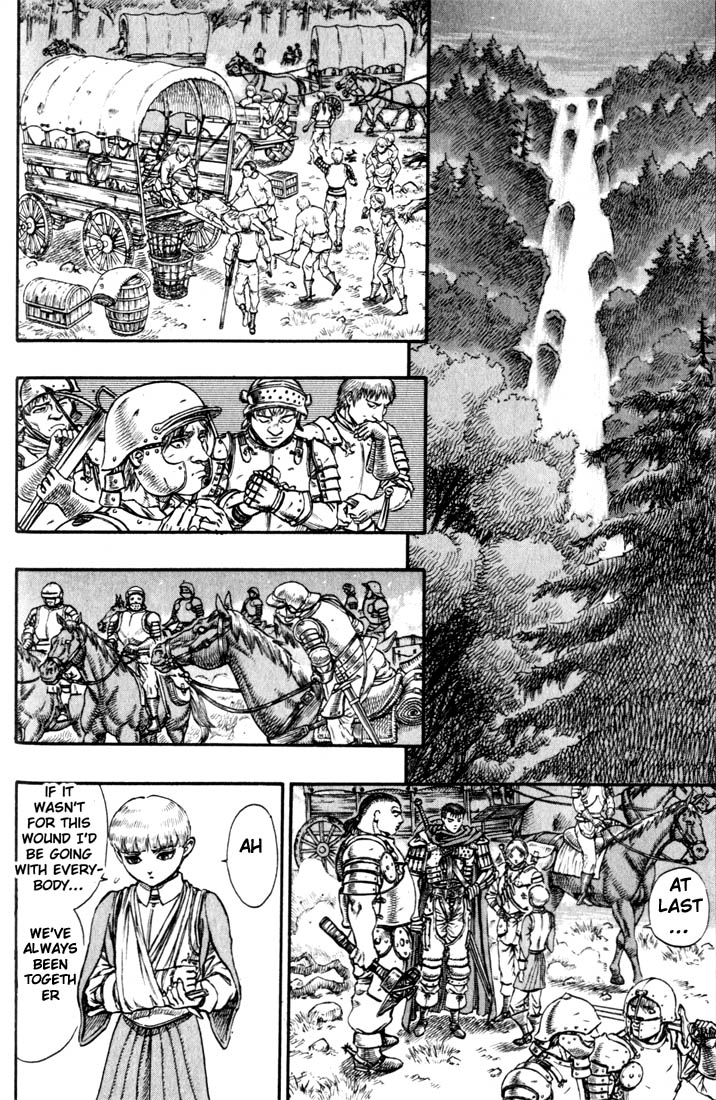 AT
LAST
...
AH
IF IT
WASN'T
FOR THIS
WOUND I'D
BE GOING
WITH EVERY-
BODY...
WE'VE
ALWAYS
BEEN
TOGETH
ER